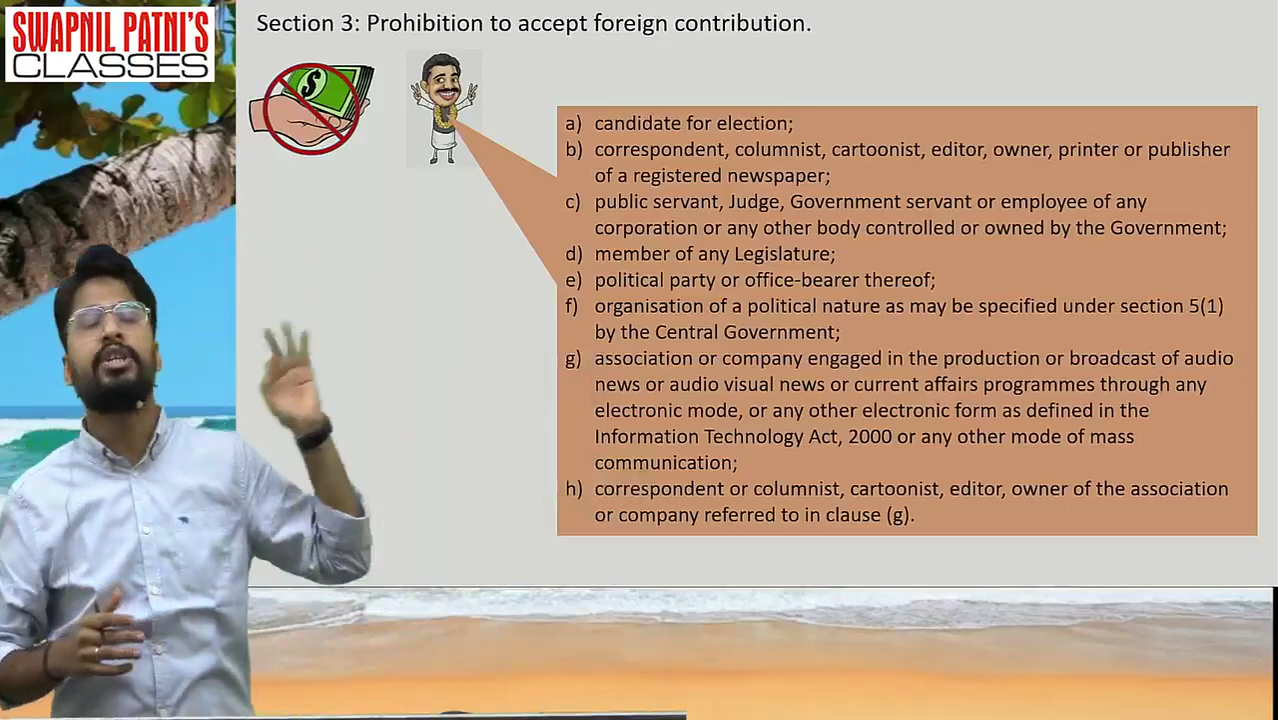 SWAPNIL PATNI'S
CLASSES
Section 3: Prohibition to accept foreign contribution.
$
a) candidate for election;
b) correspondent, columnist, cartoonist, editor, owner, printer or publisher
of a registered newspaper;
c) public servant, Judge, Government servant or employee of any
corporation or any other body controlled or owned by the Government;
d) member of any Legislature;
e) political party or office-bearer thereof;
f) organisation of a political nature as may be specified under section 5(1)
by the Central Government;
g) association or company engaged in the production or broadcast of audio
news or audio visual news or current affairs programmes through any
electronic mode, or any other electronic form as defined in the
Information Technology Act, 2000 or any other mode of mass
communication;
h) correspondent or columnist, cartoonist, editor, owner of the association
or company referred to in clause (g).